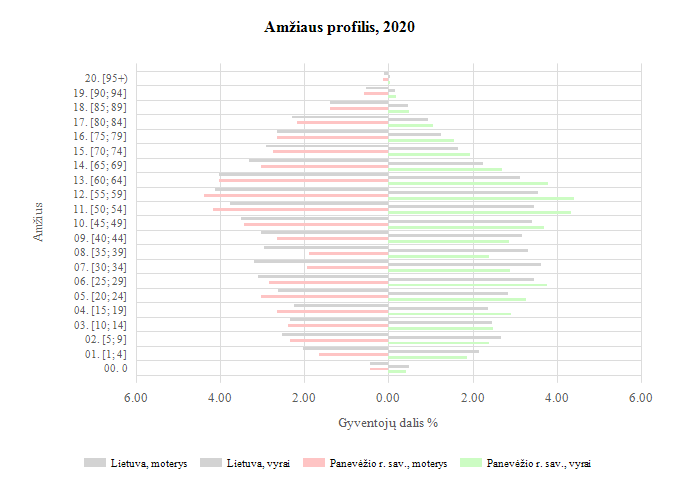 Amžiaus profilis, 2020
Amžius
20. [95+)
19. [90; 94]
18. [85; 89]
17. [80; 84]
16. [75; 79]
15. [70; 74]
14. [65; 69]
13. [60; 64]
12. [55; 59]
11. [50; 54]
10. [45; 49]
09. [40; 44]
08. [35; 39]
07. [30; 34]
06. [25; 29]
05. [20; 24]
04. [15; 19]
03. [10; 14]
02. [5; 9]
01. [1; 4]
00. 0
6.00 4.00 2.00 0.00 2.00 4.00 6.00
Gyventojų dalis %
Lietuva, moterys Lietuva, vyrai Panevėžio r. sav., moterys Panevėžio r. sav., vyrai